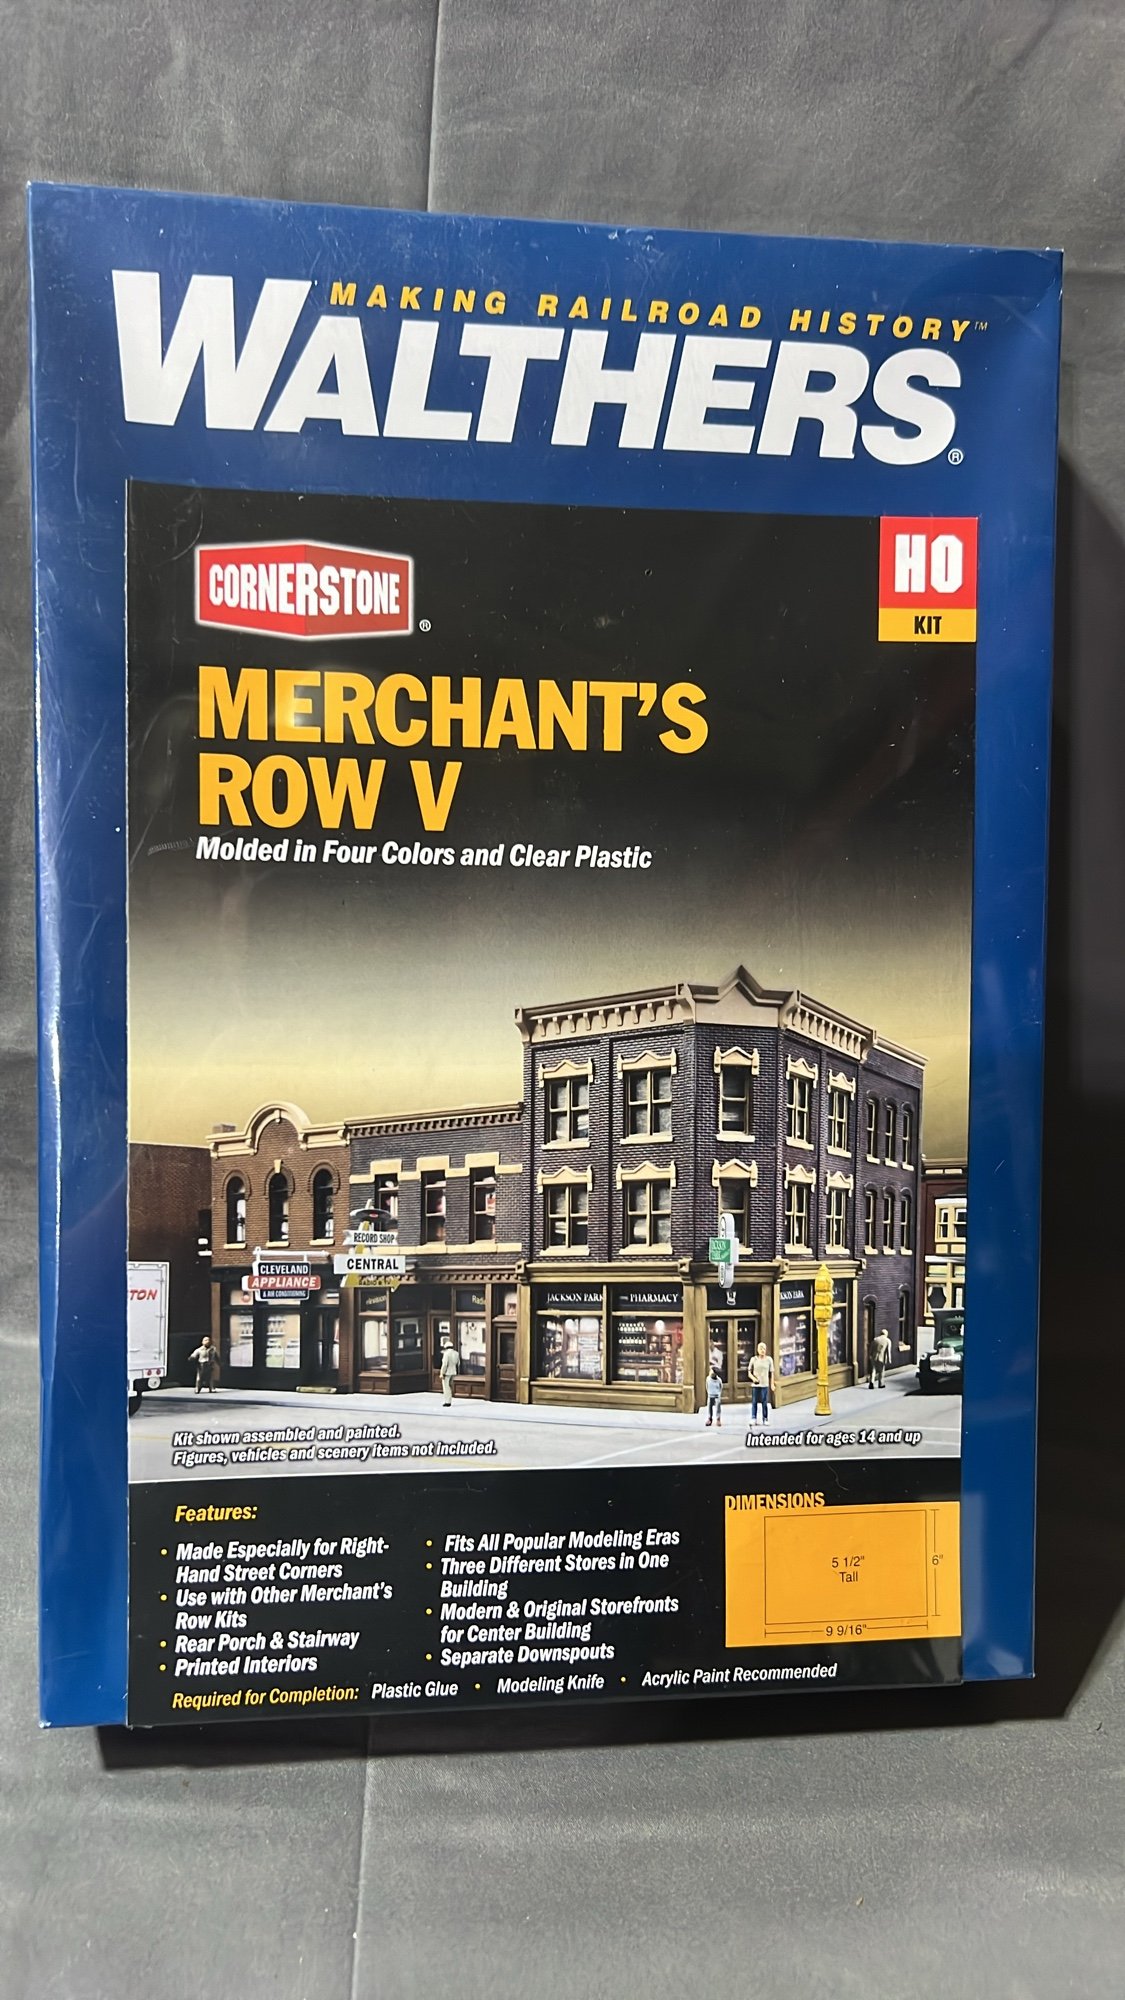 MAKING RAILROAD HISTORY™
WALTHERS®
CORNERSTONE®
HO
KIT
MERCHANT'S
ROW V
Molded in Four Colors and Clear Plastic
RECORD SHOP
CENTRAL
RADIO & TV
CLEVELAND
APPLIANCE
& AIR CONDITIONING
TON
JACKSON PARK
PHARMACY
Kit shown assembled and painted.
Figures, vehicles and scenery items not included.
Intended for ages 14 and up
Features:
• Made Especially for Right-
Hand Street Corners
• Use with Other Merchant's
Row Kits
• Rear Porch & Stairway
• Printed Interiors
• Fits All Popular Modeling Eras
• Three Different Stores in One
Building
• Modern & Original Storefronts
for Center Building
• Separate Downspouts
DIMENSIONS
5 1/2"
Tall
6"
9 9/16"
Required for Completion: Plastic Glue • Modeling Knife • Acrylic Paint Recommended